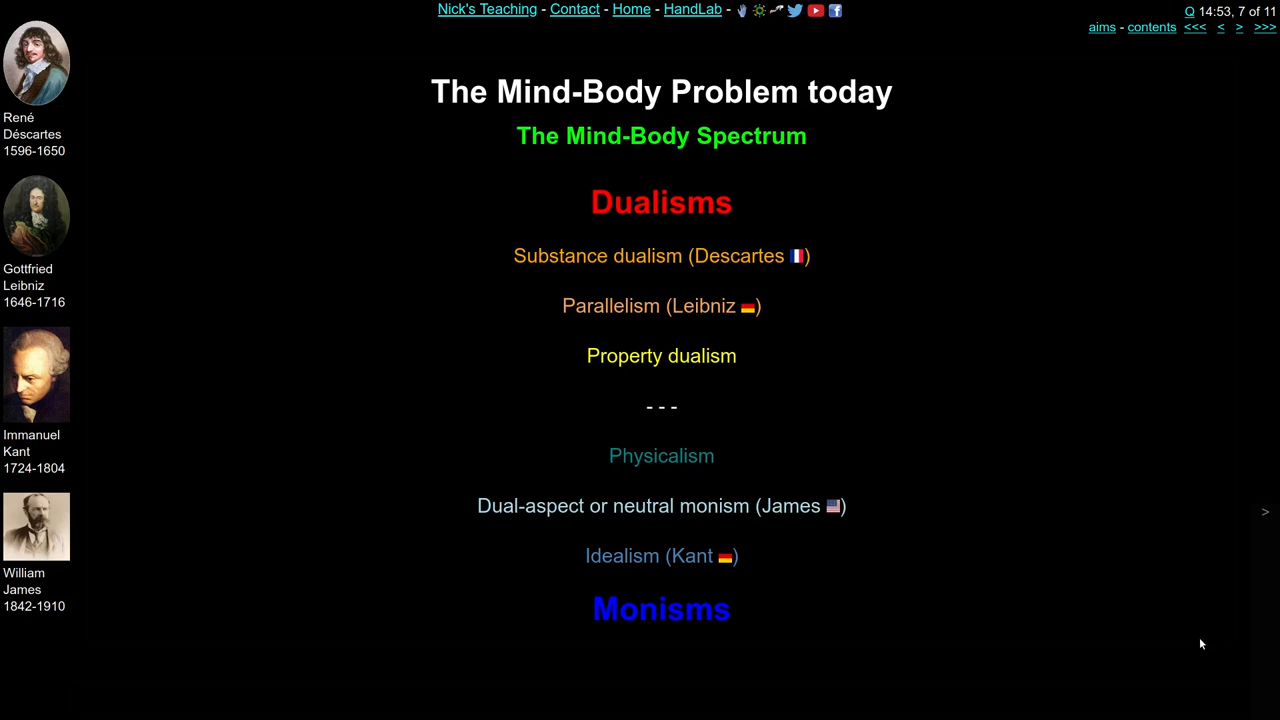 Nick's Teaching - Contact - Home - HandLab -
Q 14:53, 7 of 11
aims - contents <<< < > >>>
René
Déscartes
1596-1650
Gottfried
Leibniz
1646-1716
Immanuel
Kant
1724-1804
William
James
1842-1910
The Mind-Body Problem today
The Mind-Body Spectrum
Dualisms
Substance dualism (Descartes 🇫🇷)
Parallelism (Leibniz 🇩🇪)
Property dualism
- - -
Physicalism
Dual-aspect or neutral monism (James 🇺🇸)
Idealism (Kant 🇩🇪)
Monisms
>